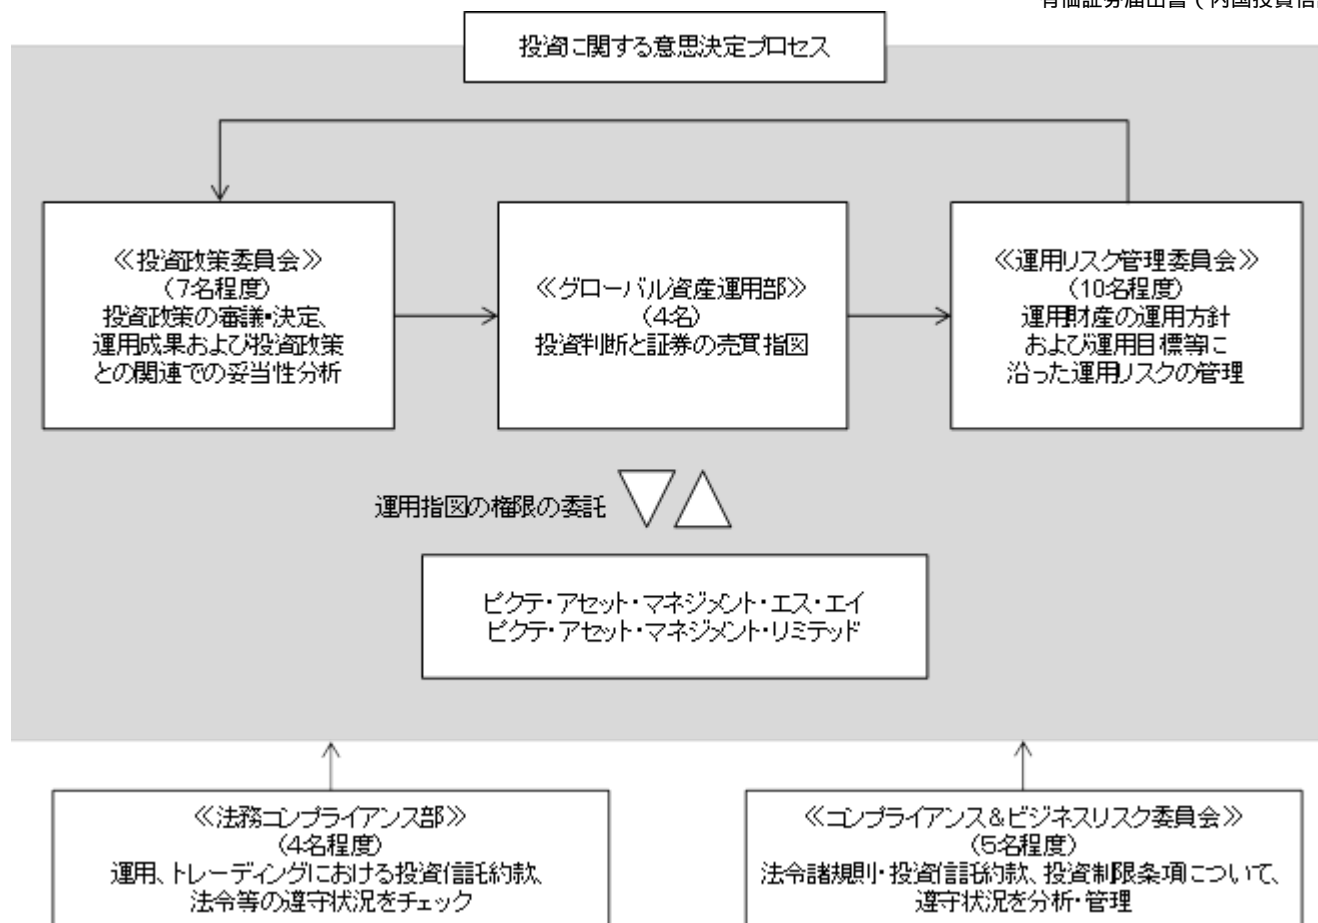 有価証券届出書(内国投資信
投資に関する意思決定プロセス
≪投資政策委員会≫
(7名程度)
投資政策の審議・決定、
運用成果および投資政策
との関連での妥当性分析
≪グローバル資産運用部≫
(4名)
投資判断と証券の売買指図
≪運用リスク管理委員会≫
(10名程度)
運用財産の運用方針
および運用目標等に
沿った運用リスクの管理
運用指図の権限の委託
ピクテ・アセット・マネジメント・エス・エイ
ピクテ・アセット・マネジメント・リミテッド
≪法務コンプライアンス部≫
(4名程度)
運用、トレーディングにおける投資信託約款、
法令等の遵守状況をチェック
≪コンプライアンス&ビジネスリスク委員会≫
(5名程度)
法令諸規則・投資信託約款、投資制限条項について、
遵守状況を分析・管理